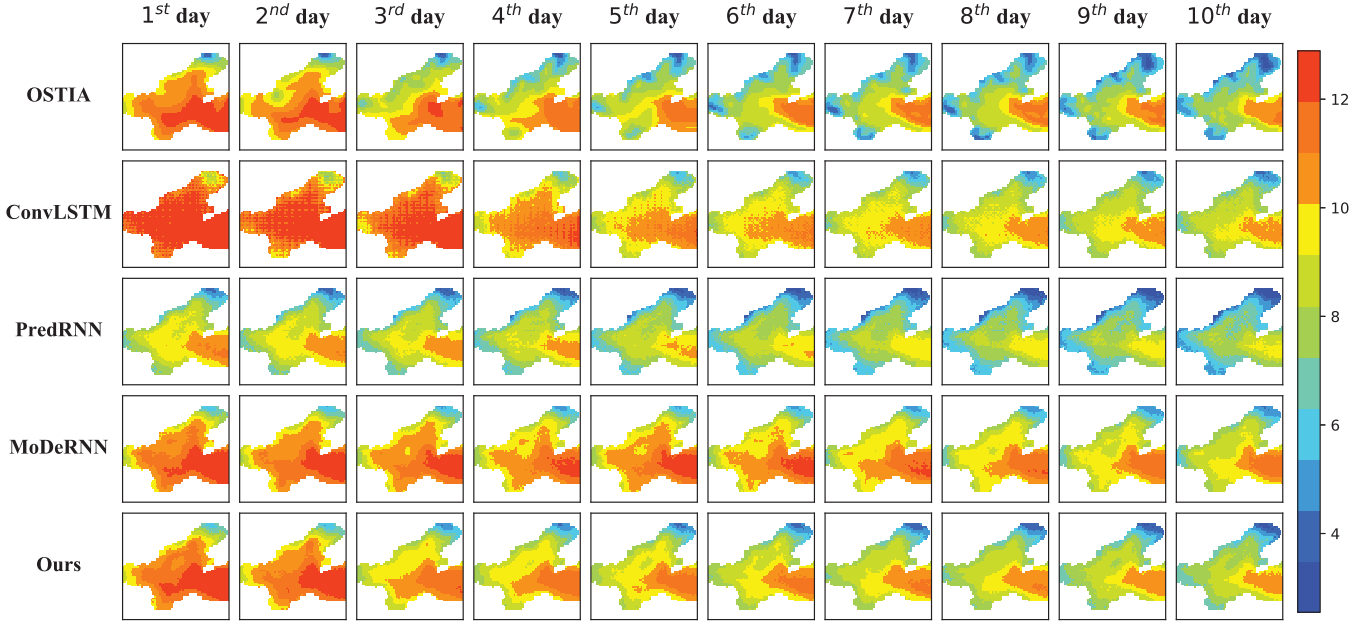 1st day 2nd day 3rd day 4th day 5th day 6th day 7th day 8th day 9th day 10th day
OSTIA
12
ConvLSTM
10
PredRNN
8
MoDeRNN
6
Ours
4